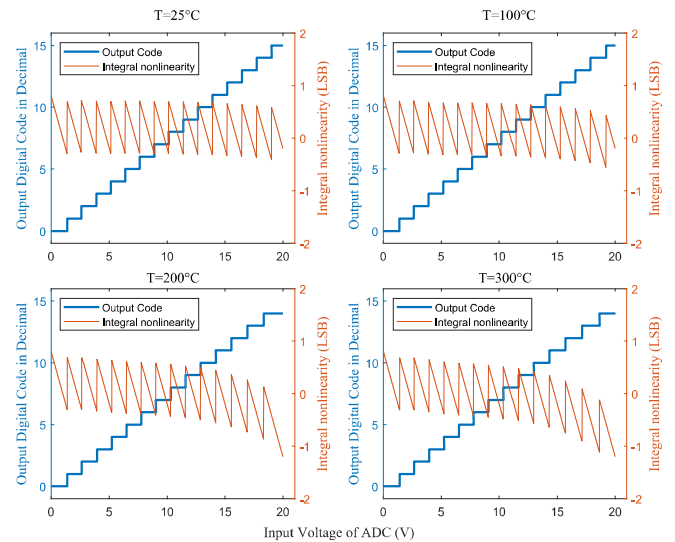 T=25°C
T=100°C
Output Code
Integral nonlinearity
Output Digital Code in Decimal
15
10
5
0
2
1
0
-1
-2
Integral nonlinearity (LSB)
0 5 10 15 20
Output Code
Integral nonlinearity
Output Digital Code in Decimal
15
10
5
0
2
1
0
-1
-2
Integral nonlinearity (LSB)
0 5 10 15 20
T=200°C
T=300°C
Output Code
Integral nonlinearity
Output Digital Code in Decimal
15
10
5
0
2
1
0
-1
-2
Integral nonlinearity (LSB)
0 5 10 15 20
Output Code
Integral nonlinearity
Output Digital Code in Decimal
15
10
5
0
2
1
0
-1
-2
Integral nonlinearity (LSB)
0 5 10 15 20
Input Voltage of ADC (V)